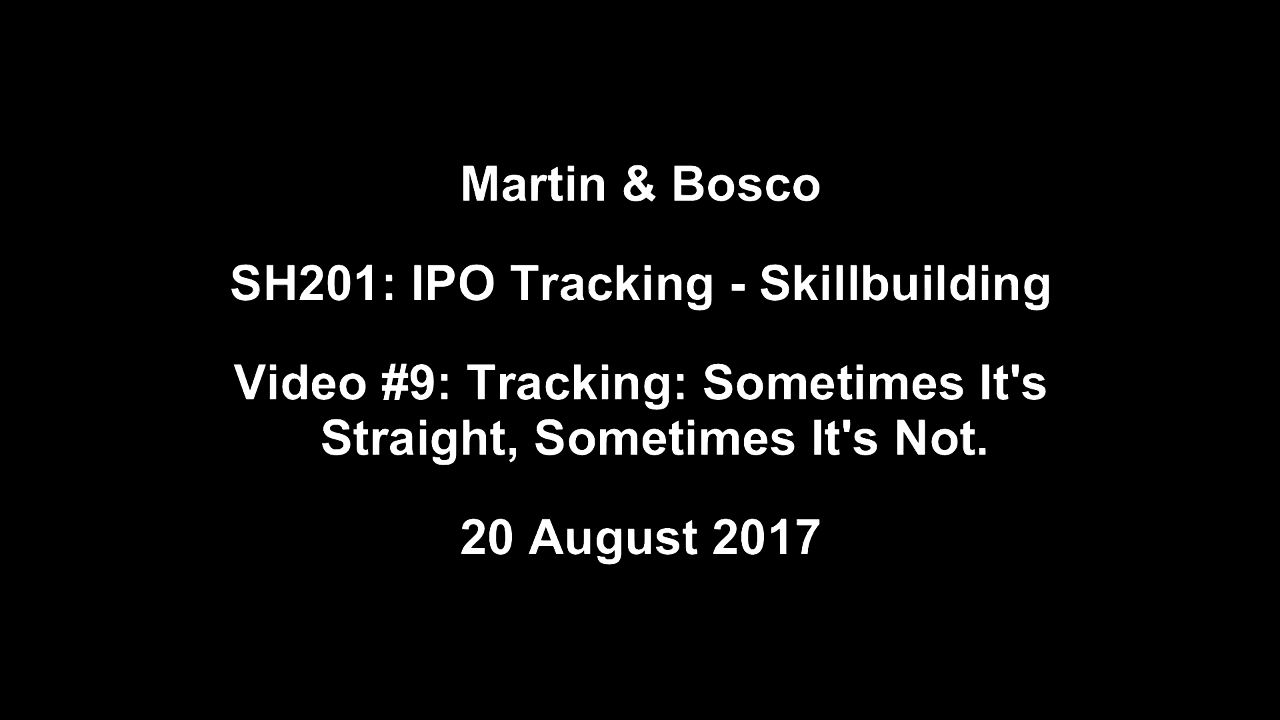 Martin & Bosco
SH201: IPO Tracking - Skillbuilding
Video #9: Tracking: Sometimes It's
Straight, Sometimes It's Not.
20 August 2017